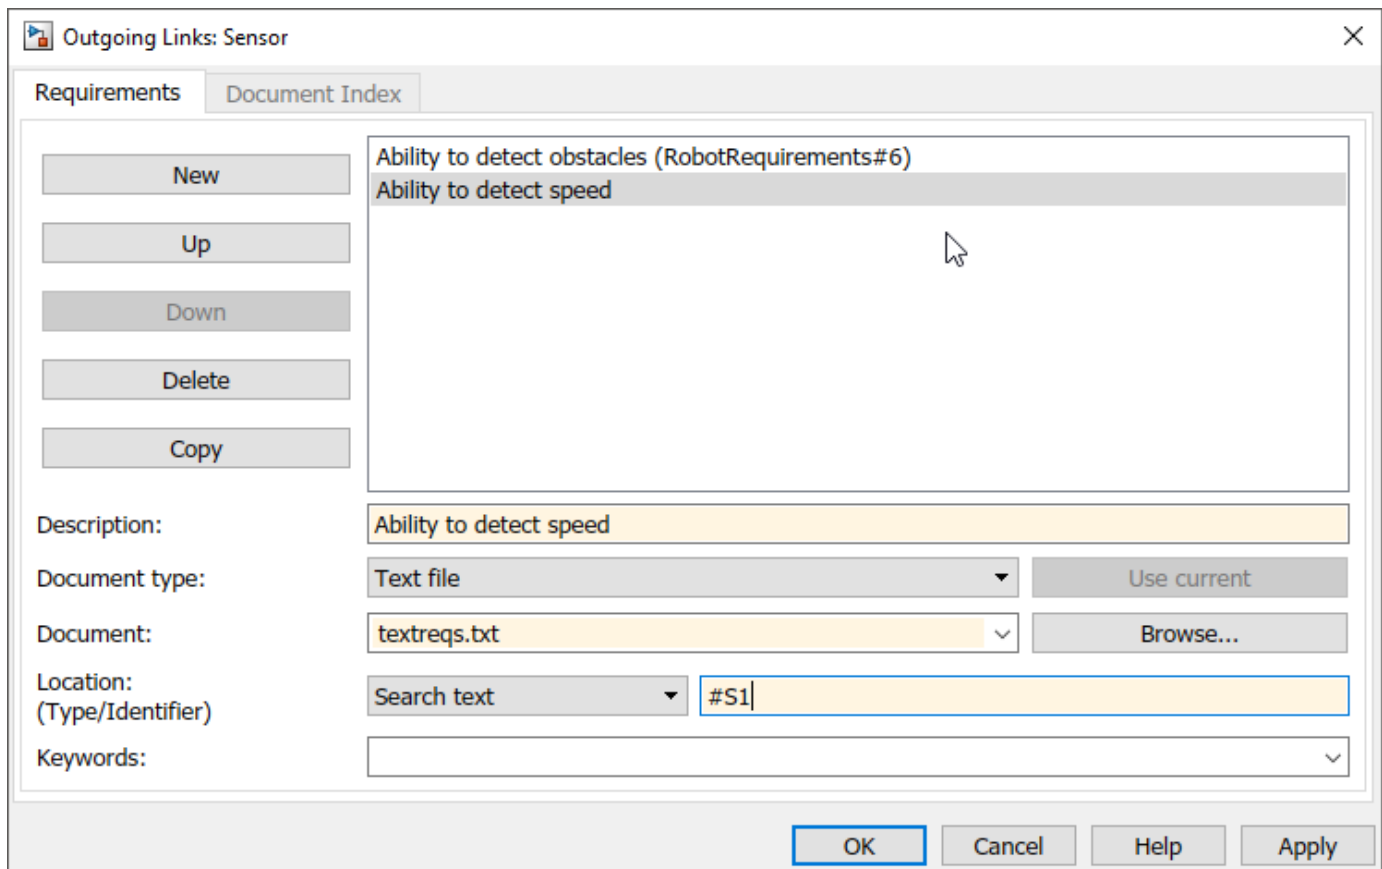 Outgoing Links: Sensor
Requirements
Document Index
New
Up
Down
Delete
Copy
Ability to detect obstacles (RobotRequirements#6)
Ability to detect speed
Description:
Ability to detect speed
Document type:
Text file
Use current
Document:
textreqs.txt
Browse...
Location:
(Type/Identifier)
Search text
#S1
Keywords:
OK
Cancel
Help
Apply